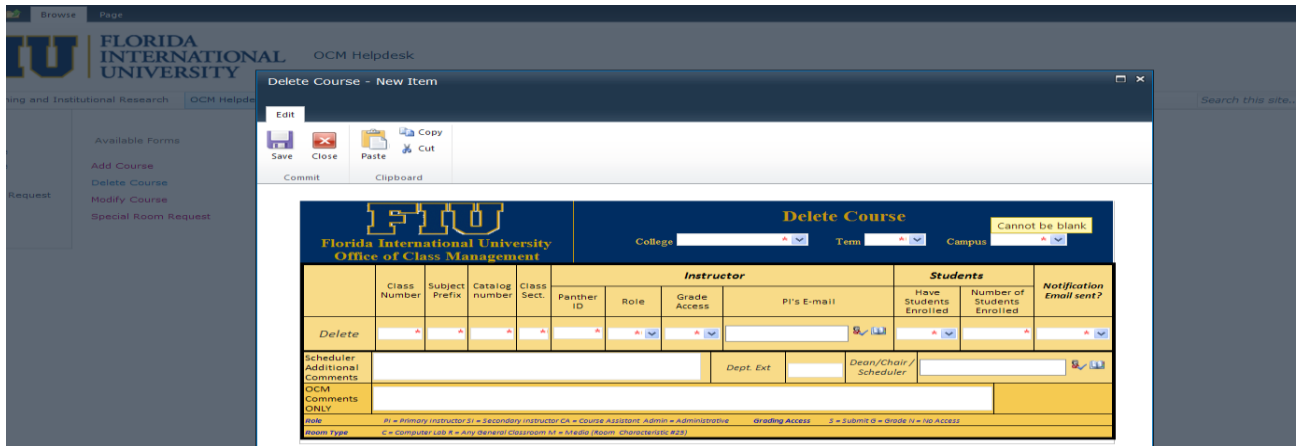 Browse Page
FLORIDA
INTERNATIONAL
UNIVERSITY
OCM Helpdesk
Delete Course - New Item
ning and Institutional Research OCM Helpde
Search this site...
Edit
Available Forms
Add Course
Delete Course
Request
Modify Course
Special Room Request
Save Close Paste Copy
Cut
Commit Clipboard
FIU
Florida International University
Office of Class Management
Delete Course
Cannot be blank
College Term Campus
Class Number
Subject Prefix
Catalog number
Class Sect.
Instructor
Panther ID
Role
Grade Access
PI's E-mail
Students
Have Students Enrolled
Number of Students Enrolled
Notification Email sent?
Delete
Scheduler Additional Comments
Dept. Ext
Dean/Chair / Scheduler
OCM Comments ONLY
Role PI = Primary Instructor SI = Secondary Instructor CA = Course Assistant Admin = Administrative Grading Access S = Submit G = Grade N = No Access
Room Type C = Computer Lab R = Any General Classroom M = Media (Room Characteristic #25)